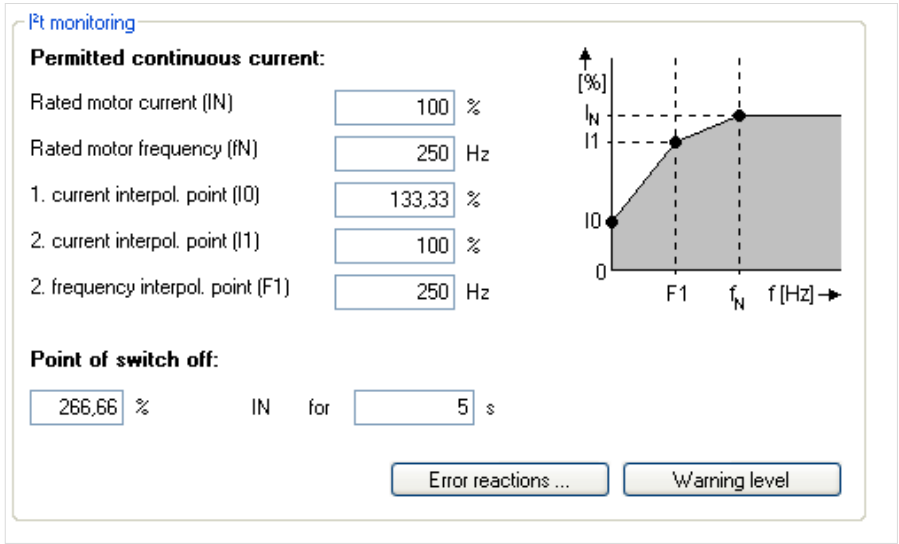 I²t monitoring
Permitted continuous current:
Rated motor current (IN) 100 %
Rated motor frequency (fN) 250 Hz
1. current interpol. point (I0) 133,33 %
2. current interpol. point (I1) 100 %
2. frequency interpol. point (F1) 250 Hz
[%]
IN
I1
I0
0
F1 fN f [Hz]
Point of switch off:
266,66 % IN for 5 s
Error reactions ... Warning level